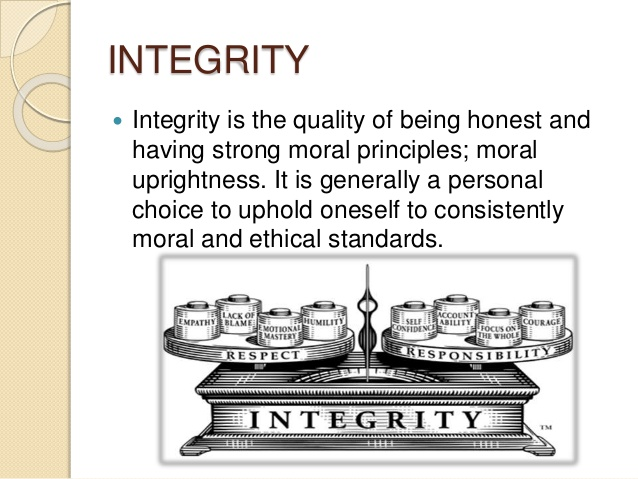 INTEGRITY
Integrity is the quality of being honest and
having strong moral principles; moral
uprightness. It is generally a personal
choice to uphold oneself to consistently
moral and ethical standards.
EMPATHY
LACK OF
BLAME
EMOTIONAL
MASTERY
HUMILITY
SELF
CONFIDENCE
ACCOUNT
ABILITY
FOCUS ON
THE WHOLE
COURAGE
RESPECT
RESPONSIBILITY
INTEGRITY
TM